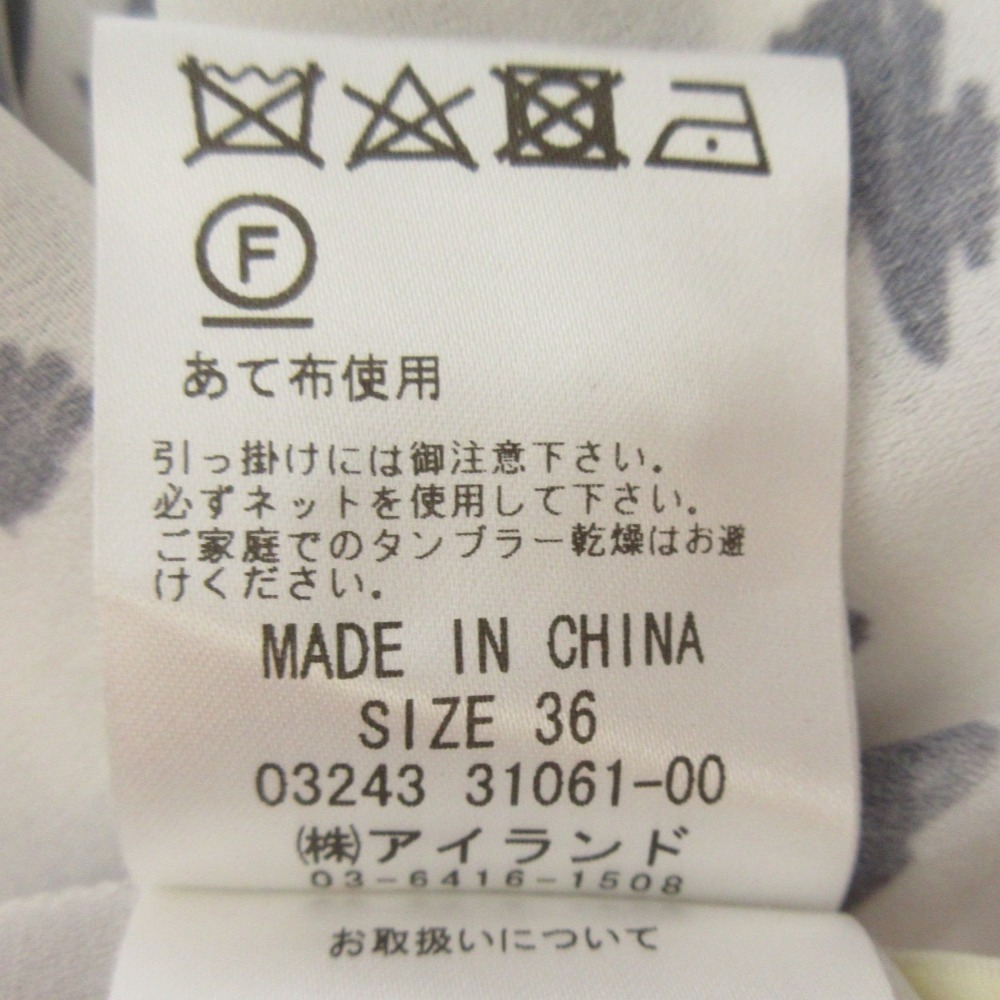 F
あて布使用
引っ掛けには御注意下さい.
必ずネットを使用して下さい.
ご家庭でのタンブラー乾燥はお避
けください.
MADE IN CHINA
SIZE 36
03243 31061-00
㈱アイランド
03-6416-1508
お取扱いについて